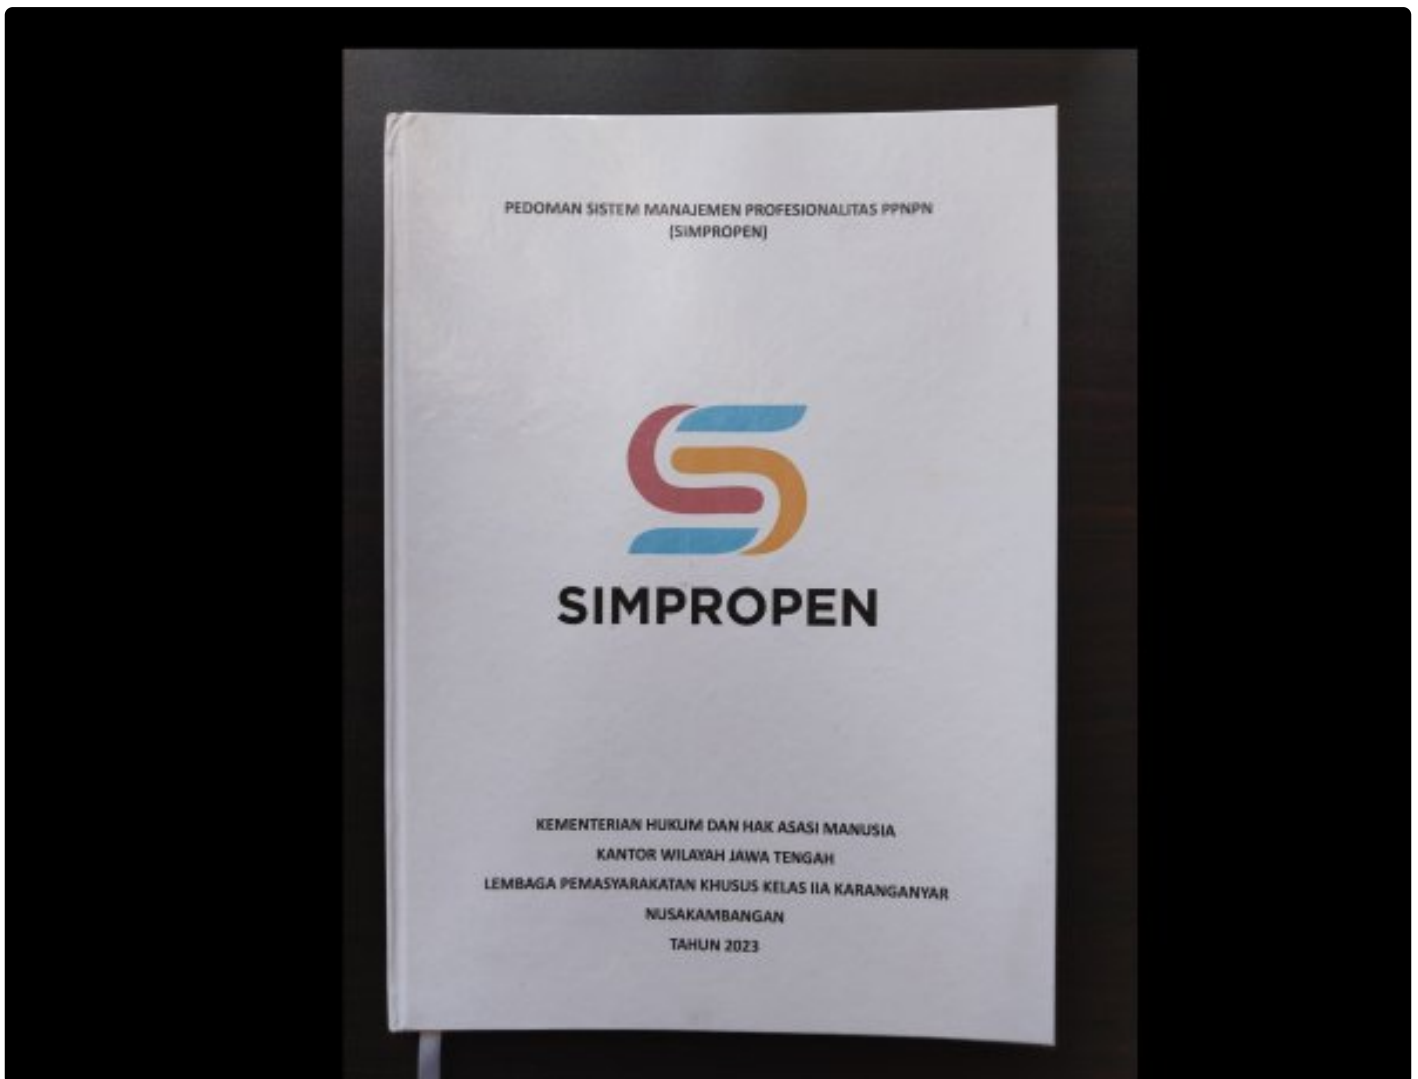 PEDOMAN SISTEM MANAJEMEN PROFESIONALITAS PPNPN
(SIMPROPEN)
SIMPROPEN
KEMENTERIAN HUKUM DAN HAK ASASI MANUSIA
KANTOR WILAYAH JAWA TENGAH
LEMBAGA PEMASYARAKATAN KHUSUS KELAS IIA KARANGANYAR
NUSAKAMBANGAN
TAHUN 2023